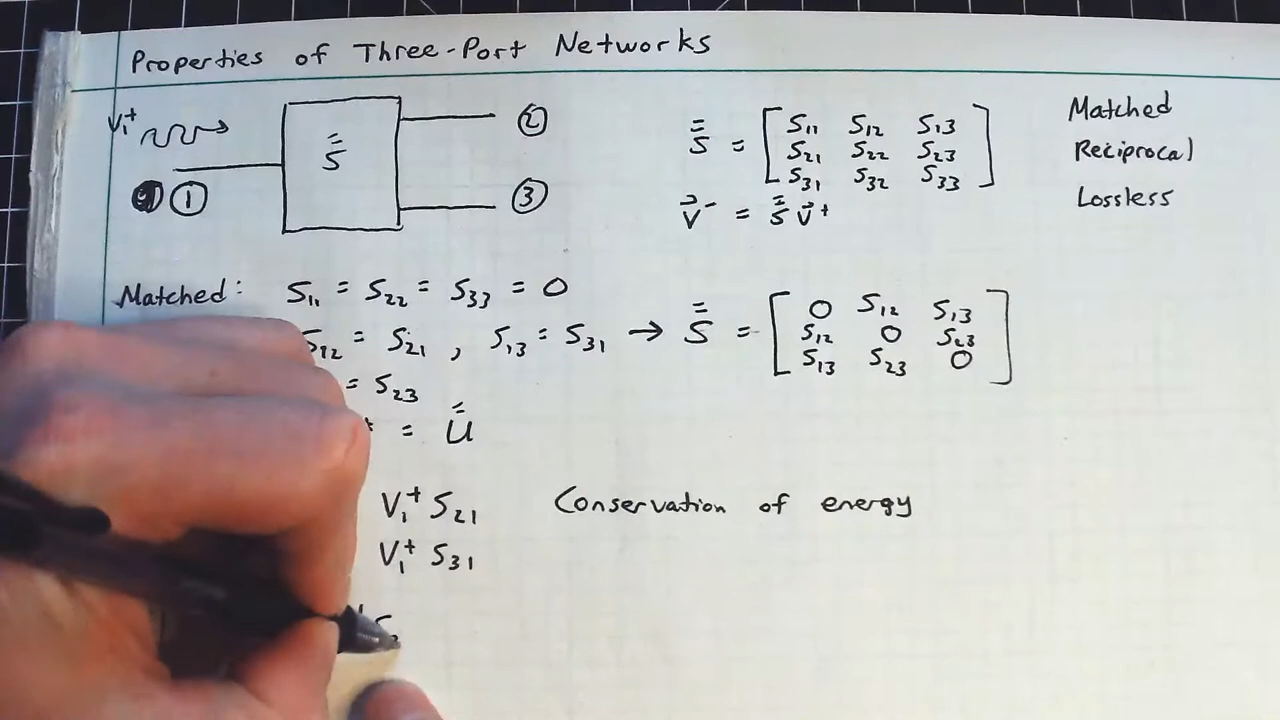 Properties of Three-Port Networks
V₁⁺
S̿
① ② ③
S̿ = [ S₁₁ S₁₂ S₁₃
S₂₁ S₂₂ S₂₃
S₃₁ S₃₂ S₃₃ ]
V⃗⁻ = S̿ V⃗⁺
Matched
Reciprocal
Lossless
Matched: S₁₁ = S₂₂ = S₃₃ = 0
S₁₂ = S₂₁ , S₁₃ = S₃₁ → S̿ = [ 0 S₁₂ S₁₃
S₁₂ 0 S₂₃
S₁₃ S₂₃ 0 ]
= S₂₃
= U̿
V₁⁺ S₂₁ Conservation of energy
V₁⁺ S₃₁